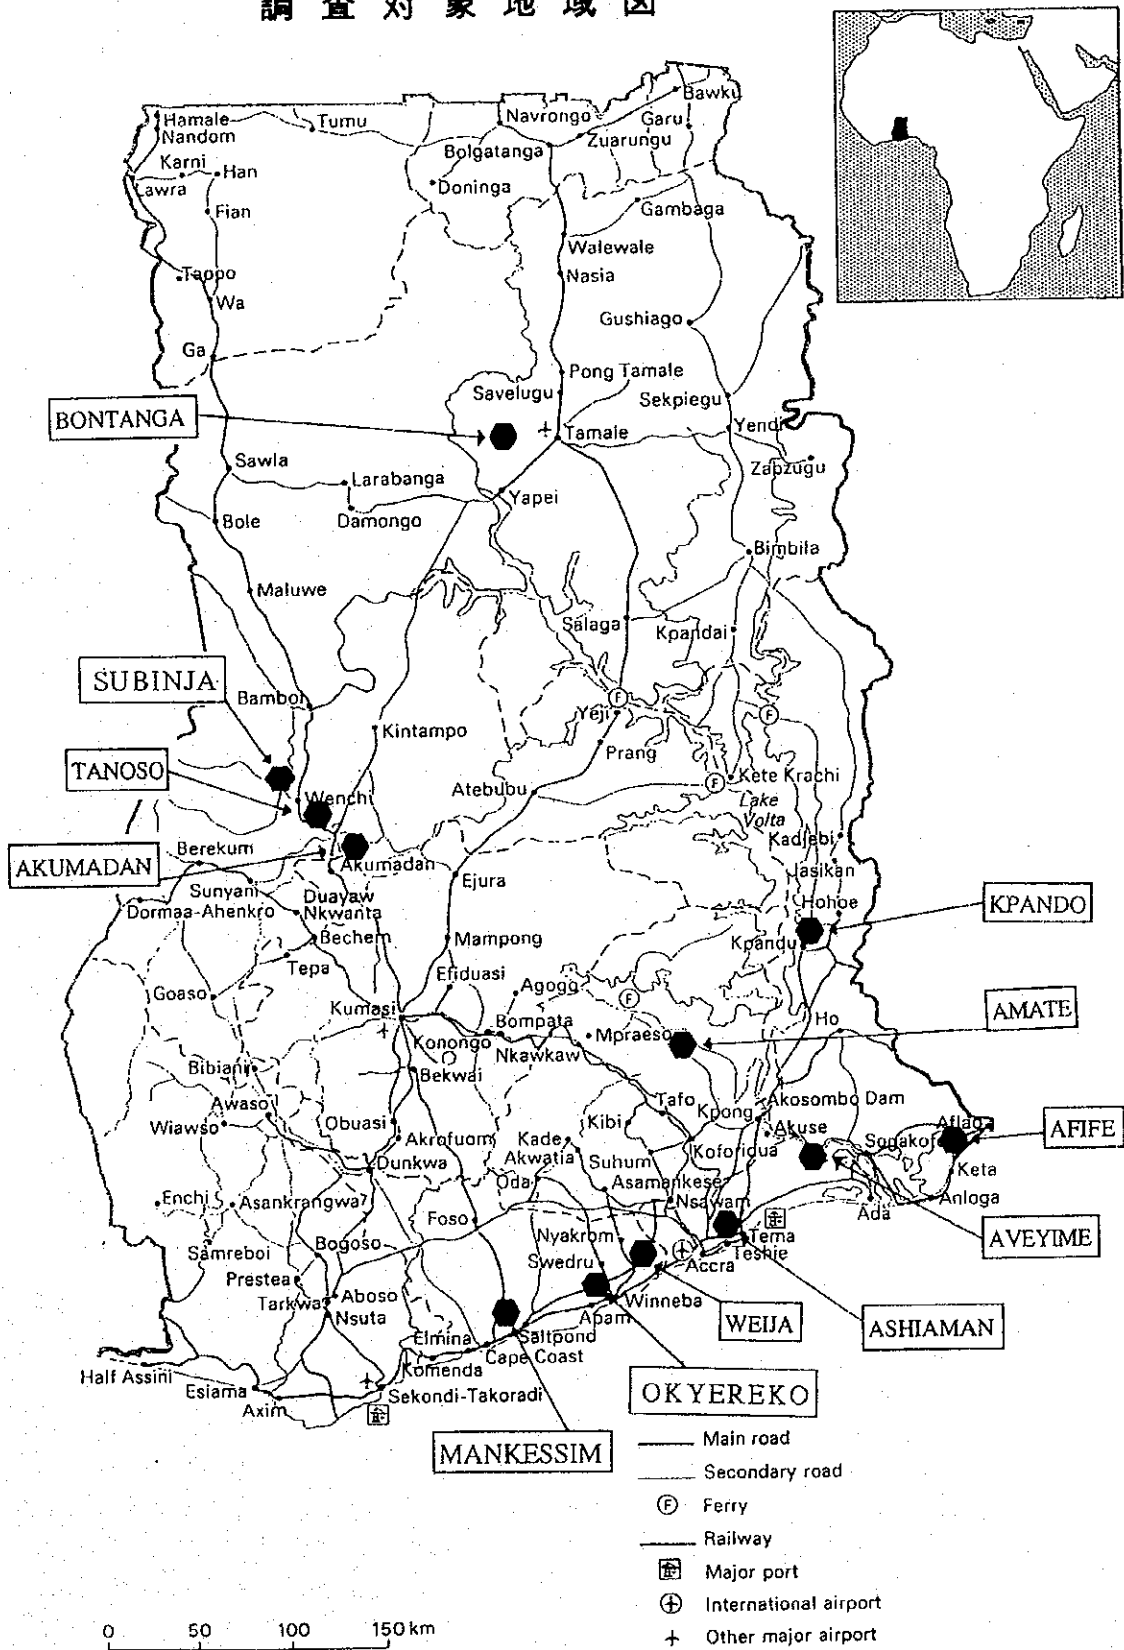 調査対象地域図
Bawku
Hamale
Nandom
Tumu
Navrongo
Garu
Zuarungu
Bolgatanga
Karni
Han
Lawra
Doninga
Fian
Gambaga
Walewale
Nasia
Tappo
Wa
Gushiago
Ga
Pong Tamale
Savelugu
Sekpiegu
BONTANGA
Tamale
Yendi
Zabzugu
Sawla
Larabanga
Yapei
Damongo
Bole
Bimbila
Maluwe
Salaga
Kpandai
SUBINJA
Bamboi
F
Yeji
F
Kintampo
Prang
TANOSO
Kete Krachi
F
Atebubu
Lake
Volta
Wenchi
Kadjebi
Berekum
AKUMADAN
Akumadan
Jasikan
Ejura
Sunyani
Duayaw
Nkwanta
Hohoe
KPANDO
Dormaa-Ahenkro
Bechem
Mampong
Kpandu
Tepa
Efiduasi
Goaso
Agogo
F
AMATE
Kumasi
Bompata
Ho
Konongo
Mpraeso
Nkawkaw
Bibiani
Bekwai
Awaso
Tafo
Kpong
Akosombo Dam
Wiawso
Obuasi
Kibi
Akuse
Aflao
AFIFE
Akrofuom
Kade
Akwatia
Koforidua
Sogakofe
Suhum
Dunkwa
Keta
Oda
Asamankese
Enchi
Asankrangwa
Nsawam
Anloga
Ada
Foso
AVEYIME
Nyakrom
Tema
Samreboi
Bogoso
Teshie
Swedru
Accra
Prestea
Aboso
Tarkwa
Winneba
Nsuta
Apam
WEIJA
ASHIAMAN
Elmina
Saltpond
Cape Coast
Komenda
Half Assini
Esiama
Sekondi-Takoradi
OKYEREKO
Axim
MANKESSIM
Main road
Secondary road
F Ferry
Railway
Major port
International airport
Other major airport
0 50 100 150 km